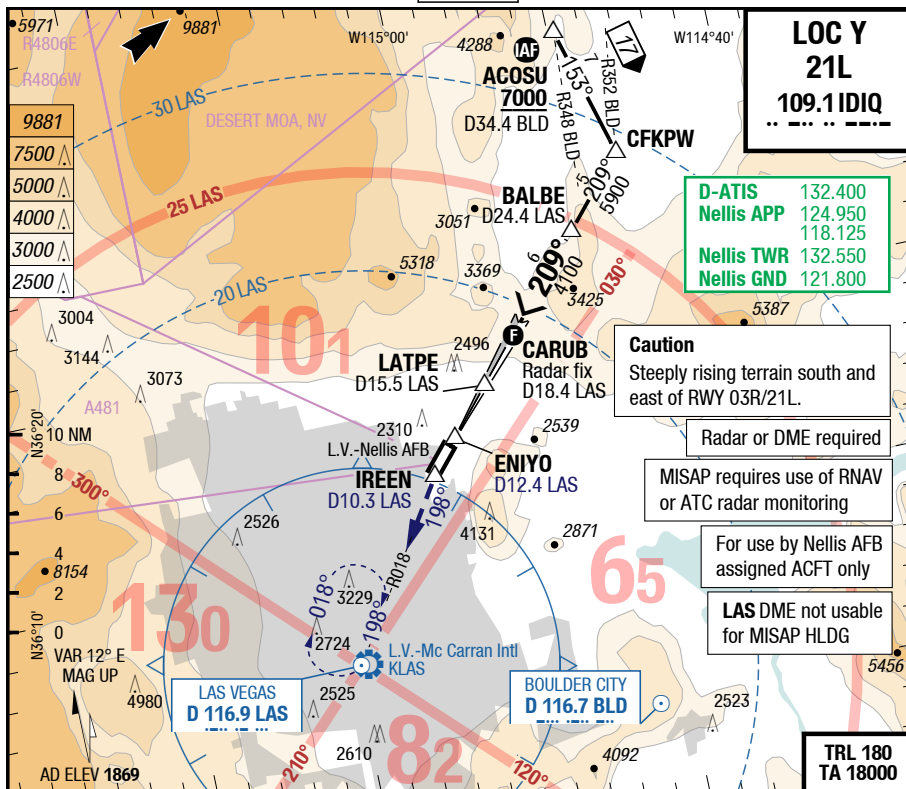 5971
9881
R4806E
R4806W
W115°00'
4288
IAF
ACOSU
7000
D34.4 BLD
17
W114°40'
LOC Y
21L
109.1 IDIQ
7
153°
R352 BLD
R348 BLD
CFKPW
30 LAS
DESERT MOA, NV
9881
7500
5000
4000
3000
2500
25 LAS
BALBE
D24.4 LAS
5
209°
5900
3051
D-ATIS 132.400
Nellis APP 124.950
118.125
Nellis TWR 132.550
Nellis GND 121.800
5318
3369
6
209°
4100
3425
030°
5387
20 LAS
3004
3144
3073
101
2496
F
CARUB
Radar fix
D18.4 LAS
LATPE
D15.5 LAS
Caution
Steeply rising terrain south and
east of RWY 03R/21L.
A481
N36°20'
10 NM
8
6
4
2
0
2310
L.V.-Nellis AFB
2539
ENIYO
D12.4 LAS
IREEN
D10.3 LAS
Radar or DME required
MISAP requires use of RNAV
or ATC radar monitoring
300°
198°
2526
4131
2871
65
For use by Nellis AFB
assigned ACFT only
8154
R018
018°
3229
198°
2724
130
LAS DME not usable
for MISAP HLDG
N36°10'
VAR 12° E
MAG UP
L.V.-Mc Carran Intl
KLAS
5456
4980
LAS VEGAS
D 116.9 LAS
2525
BOULDER CITY
D 116.7 BLD
2523
2610
82
210°
120°
4092
AD ELEV 1869
TRL 180
TA 18000